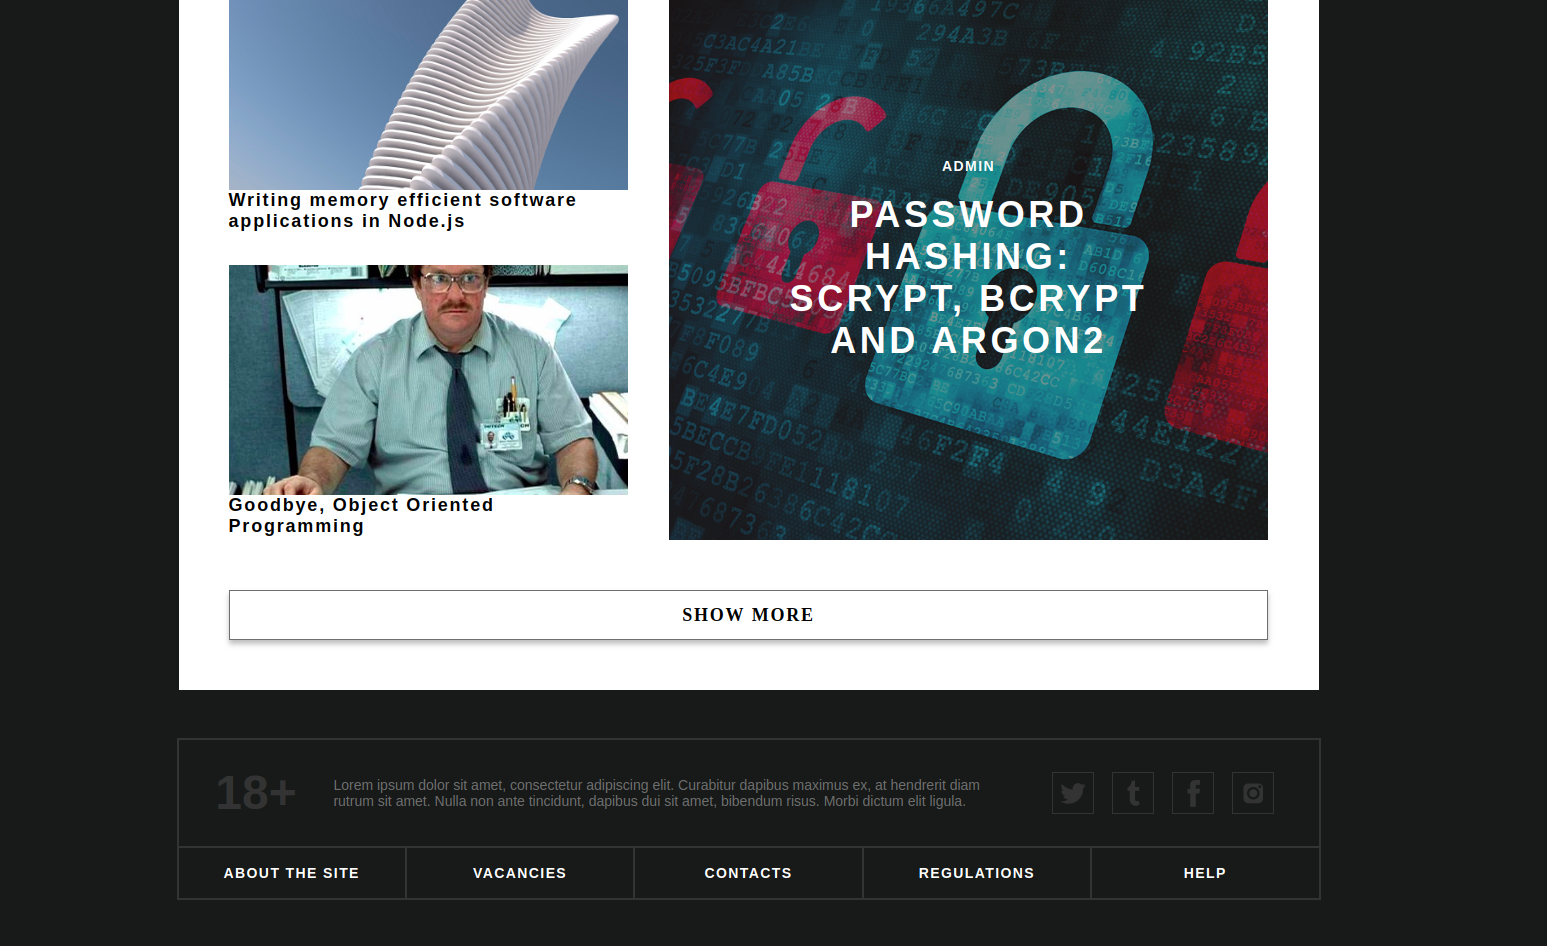 Writing memory efficient software
applications in Node.js
Goodbye, Object Oriented
Programming
ADMIN
PASSWORD
HASHING:
SCRYPT, BCRYPT
AND ARGON2
SHOW MORE
18+
Lorem ipsum dolor sit amet, consectetur adipiscing elit. Curabitur dapibus maximus ex, at hendrerit diam
rutrum sit amet. Nulla non ante tincidunt, dapibus dui sit amet, bibendum risus. Morbi dictum elit ligula.
ABOUT THE SITE
VACANCIES
CONTACTS
REGULATIONS
HELP